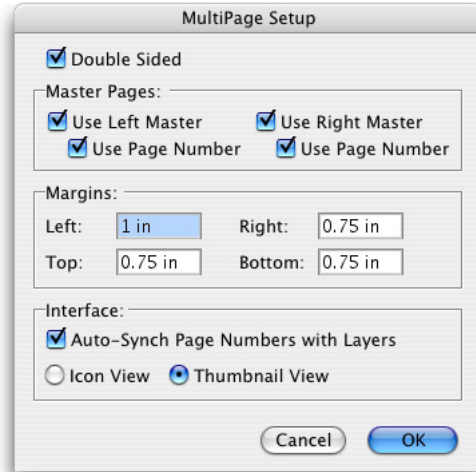 MultiPage Setup
Double Sided
Master Pages:
Use Left Master Use Right Master
Use Page Number Use Page Number
Margins:
Left: 1 in Right: 0.75 in
Top: 0.75 in Bottom: 0.75 in
Interface:
Auto-Synch Page Numbers with Layers
Icon View Thumbnail View
Cancel OK